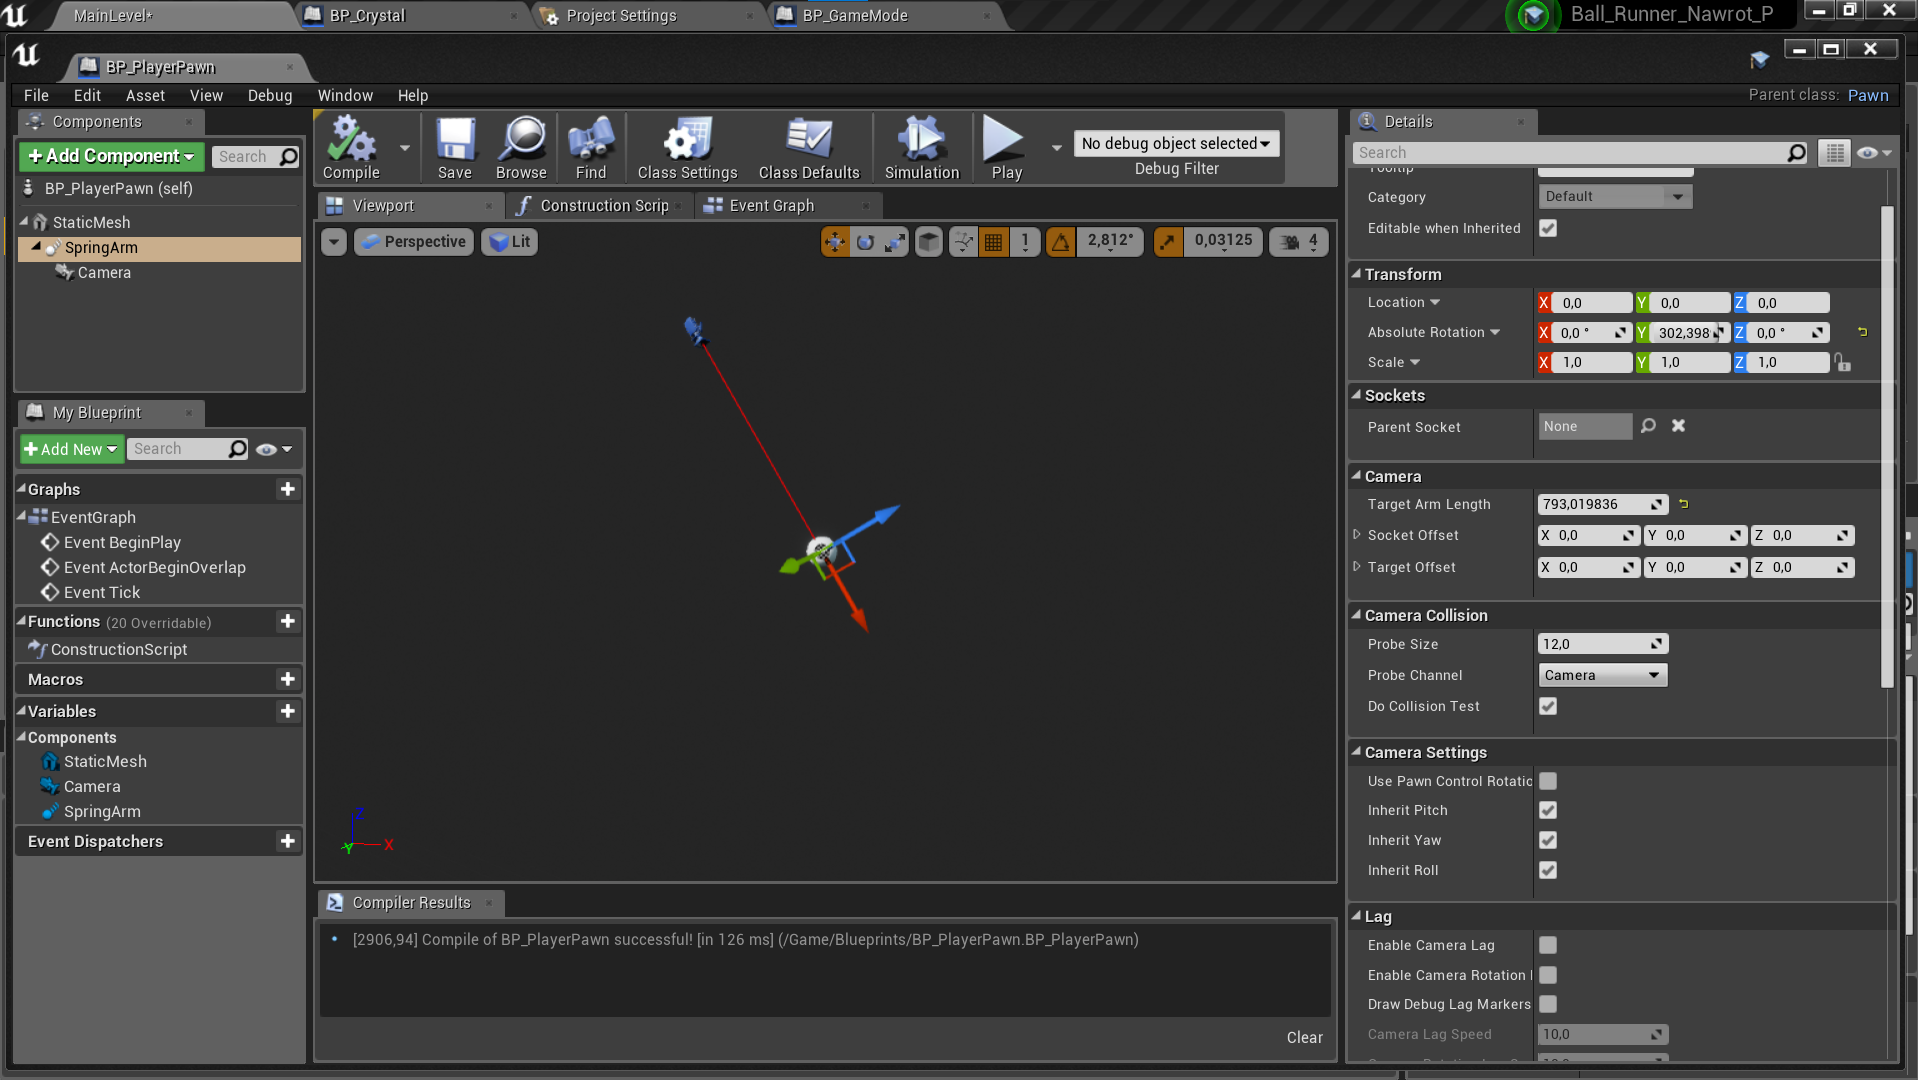 MainLevel*
BP_Crystal
Project Settings
BP_GameMode
Ball_Runner_Nawrot_P
BP_PlayerPawn
File Edit Asset View Debug Window Help
Parent class: Pawn
Components
+ Add Component
Search
BP_PlayerPawn (self)
StaticMesh
SpringArm
Camera
My Blueprint
+ Add New
Search
Graphs
EventGraph
Event BeginPlay
Event ActorBeginOverlap
Event Tick
Functions (20 Overridable)
ConstructionScript
Macros
Variables
Components
StaticMesh
Camera
SpringArm
Event Dispatchers
Compile
Save
Browse
Find
Class Settings
Class Defaults
Simulation
Play
No debug object selected
Debug Filter
Viewport
Construction Scrip
Event Graph
Perspective
Lit
1
2,812°
0,03125
4
Z
X
Y
Compiler Results
[2906,94] Compile of BP_PlayerPawn successful! [in 126 ms] (/Game/Blueprints/BP_PlayerPawn.BP_PlayerPawn)
Clear
Details
Search
Category Default
Editable when Inherited
Transform
Location X 0,0 Y 0,0 Z 0,0
Absolute Rotation X 0,0 ° Y 302,398 Z 0,0 °
Scale X 1,0 Y 1,0 Z 1,0
Sockets
Parent Socket None
Camera
Target Arm Length 793,019836
Socket Offset X 0,0 Y 0,0 Z 0,0
Target Offset X 0,0 Y 0,0 Z 0,0
Camera Collision
Probe Size 12,0
Probe Channel Camera
Do Collision Test
Camera Settings
Use Pawn Control Rotatic
Inherit Pitch
Inherit Yaw
Inherit Roll
Lag
Enable Camera Lag
Enable Camera Rotation
Draw Debug Lag Markers
Camera Lag Speed 10,0